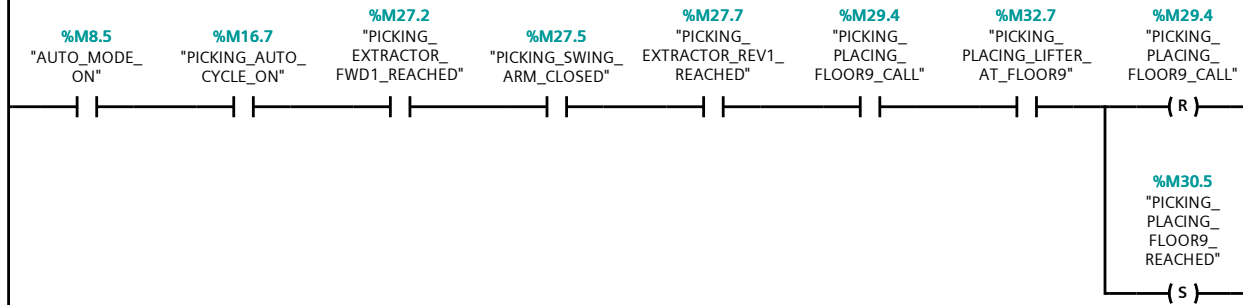 %M8.5
"AUTO_MODE_
ON"
%M16.7
"PICKING_AUTO_
CYCLE_ON"
%M27.2
"PICKING_
EXTRACTOR_
FWD1_REACHED"
%M27.5
"PICKING_SWING_
ARM_CLOSED"
%M27.7
"PICKING_
EXTRACTOR_REV1_
REACHED"
%M29.4
"PICKING_
PLACING_
FLOOR9_CALL"
%M32.7
"PICKING_
PLACING_LIFTER_
AT_FLOOR9"
%M29.4
"PICKING_
PLACING_
FLOOR9_CALL"
( R )
%M30.5
"PICKING_
PLACING_
FLOOR9_
REACHED"
( S )